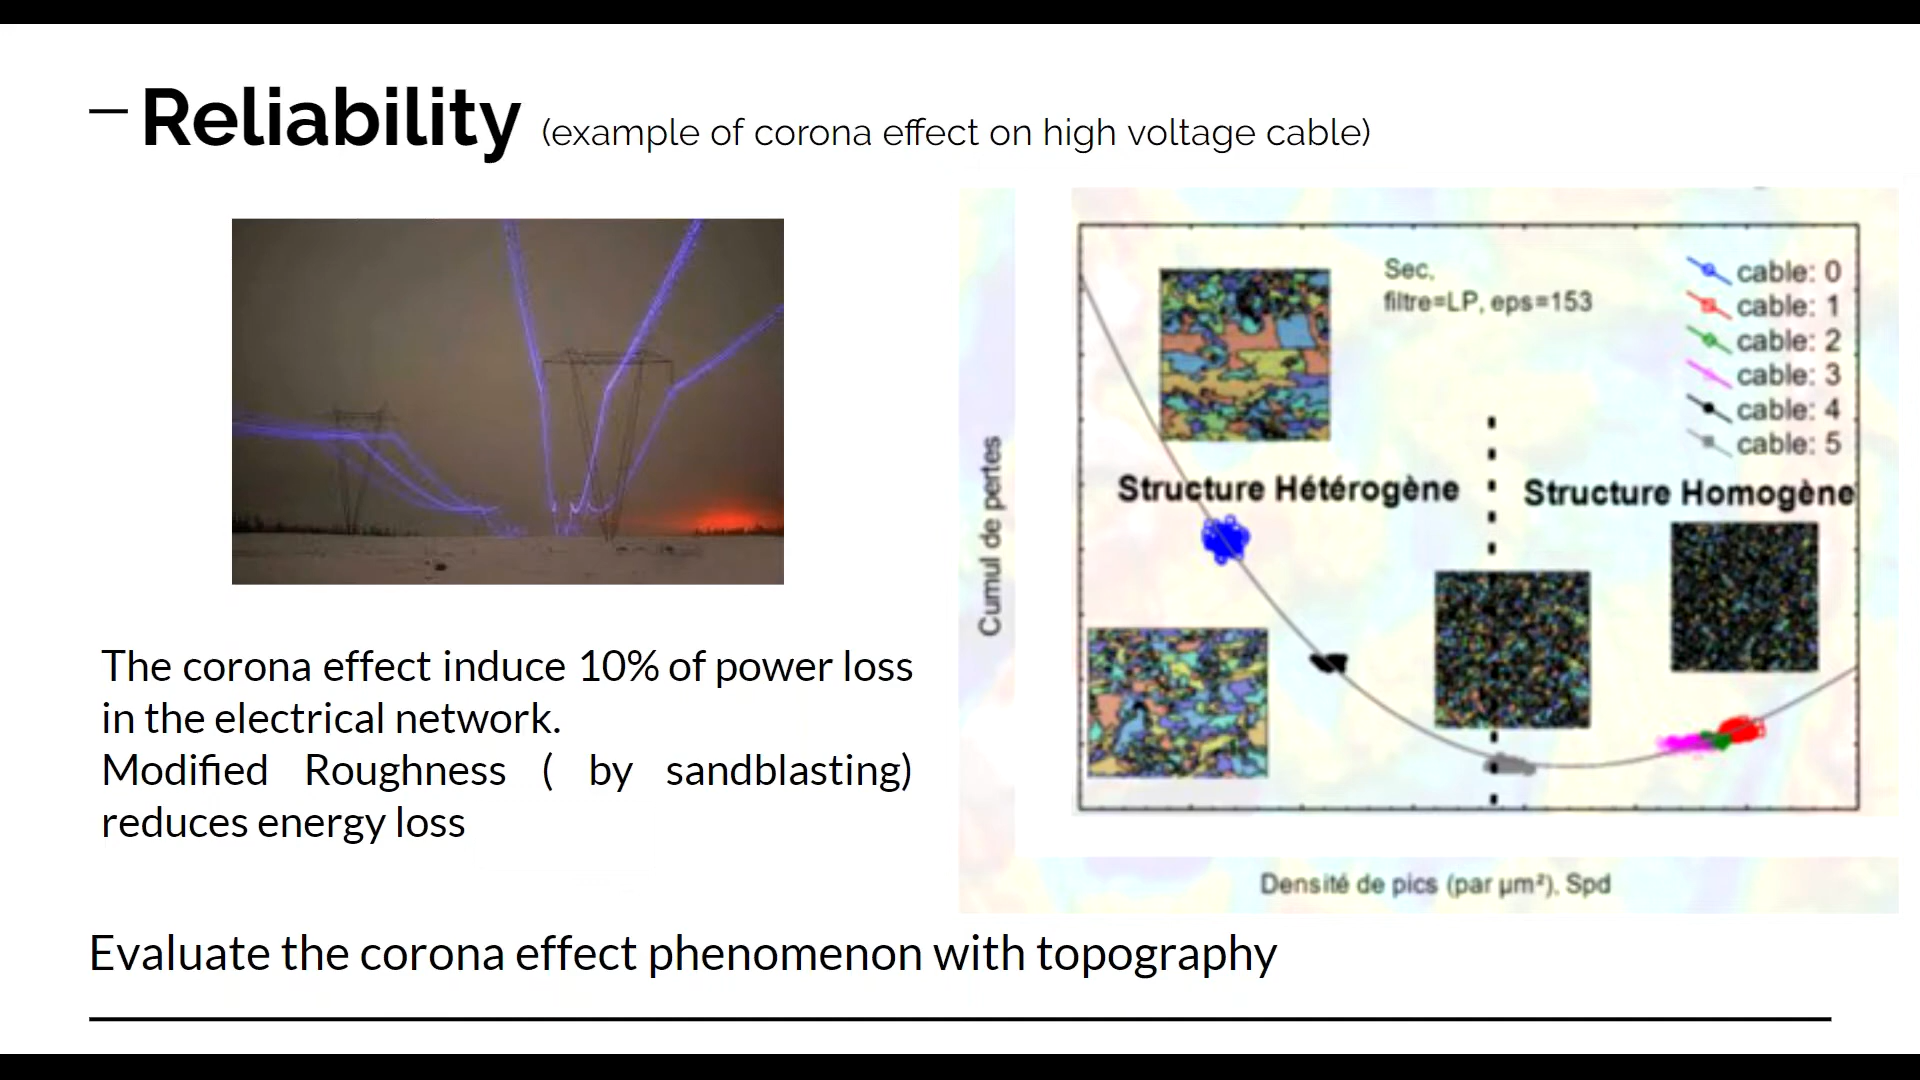 Reliability (example of corona effect on high voltage cable)
The corona effect induce 10% of power loss
in the electrical network.
Modified Roughness ( by sandblasting)
reduces energy loss
Cumul de pertes
Sec,
filtre=LP, eps=153
cable: 0
cable: 1
cable: 2
cable: 3
cable: 4
cable: 5
Structure Hétérogène
Structure Homogène
Densité de pics (par µm²), Spd
Evaluate the corona effect phenomenon with topography